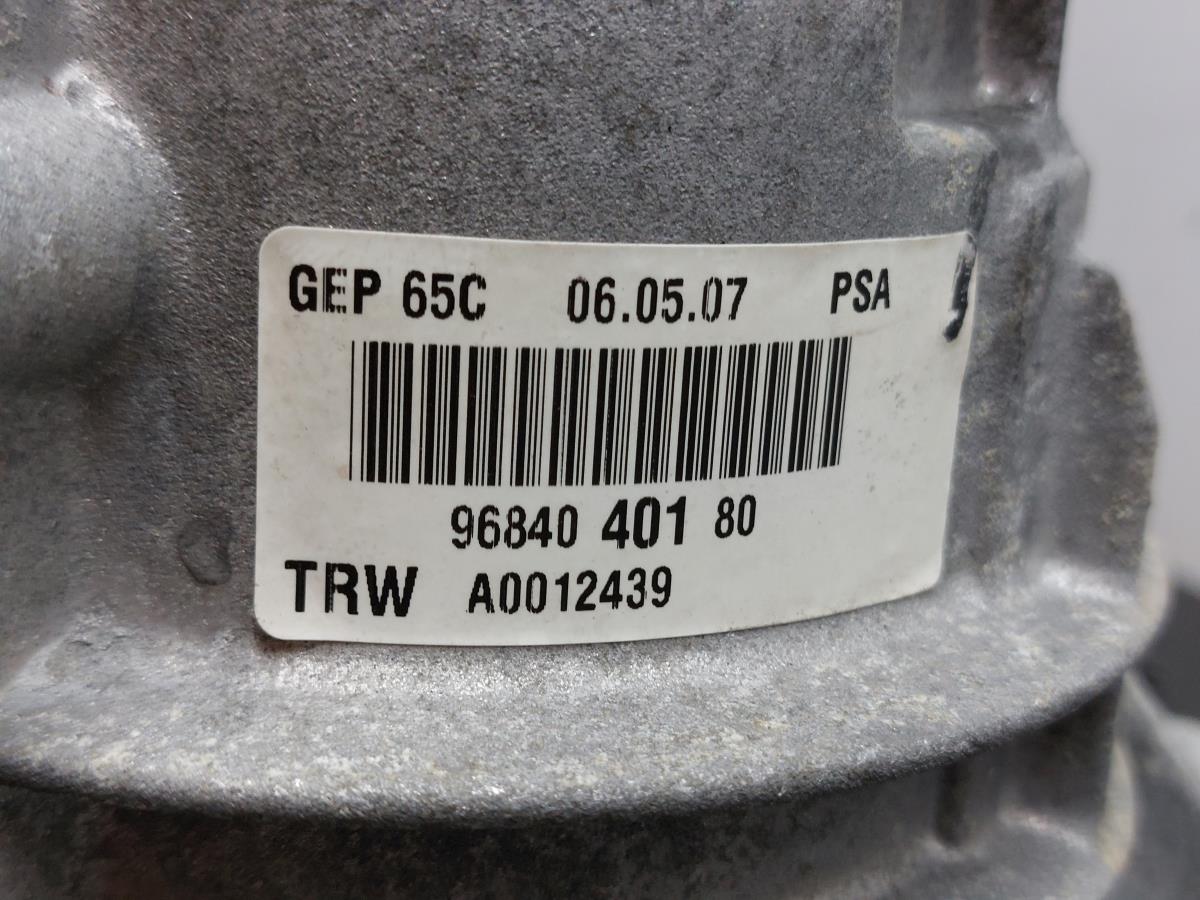 GEP 65C 06.05.07 PSA
96840 401 80
TRW A0012439